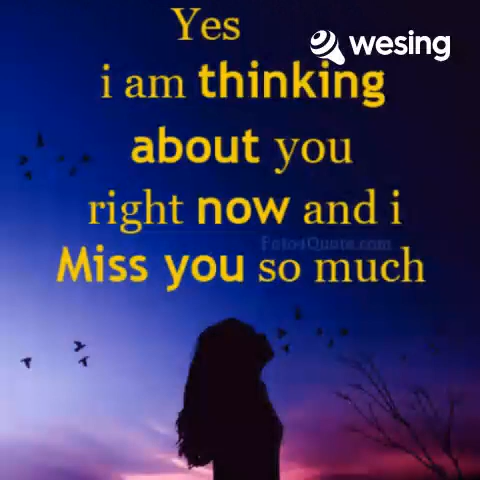 Yes
wesing
i am thinking
about you
right now and i
Foto4Quote.com
Miss you so much